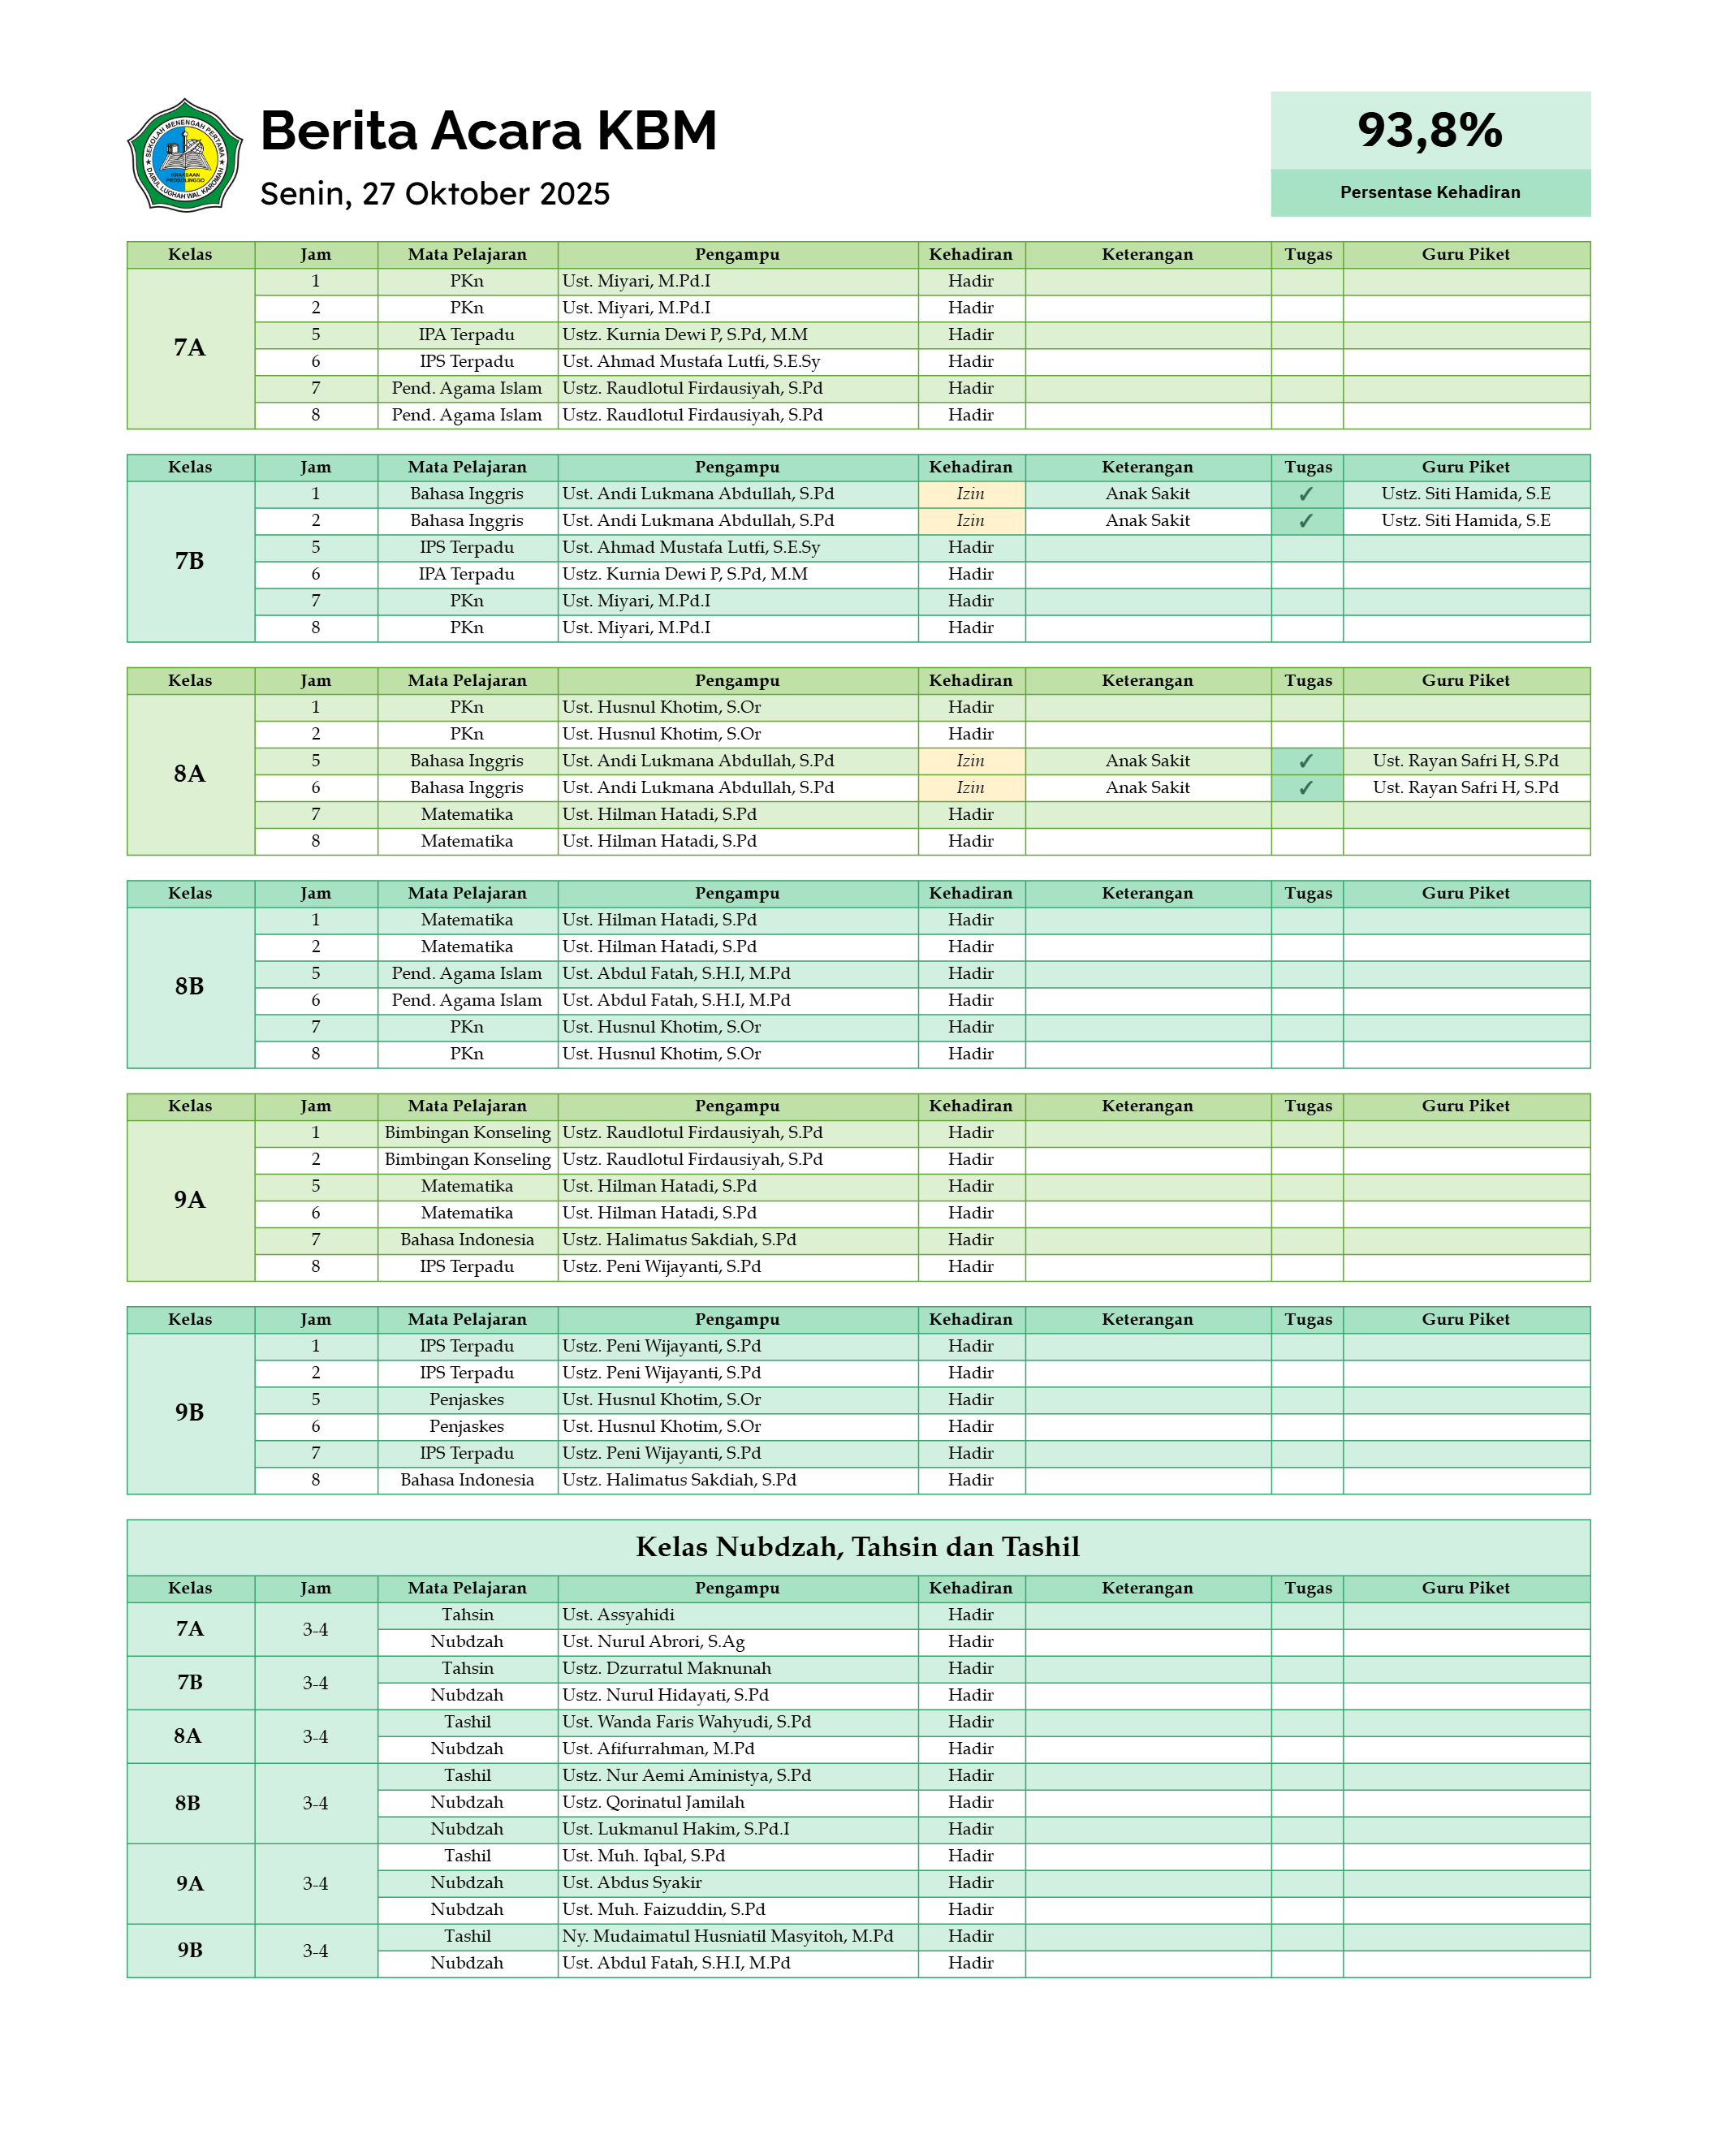 SEKOLAH MENENGAH PERTAMA
KRAKSAAN
PROBOLINGGO
DARUL LUGHAH WAL KAROMAH
Berita Acara KBM
Senin, 27 Oktober 2025
93,8%
Persentase Kehadiran
Kelas Jam Mata Pelajaran Pengampu Kehadiran Keterangan Tugas Guru Piket
7A
1 PKn Ust. Miyari, M.Pd.I Hadir
2 PKn Ust. Miyari, M.Pd.I Hadir
5 IPA Terpadu Ustz. Kurnia Dewi P, S.Pd, M.M Hadir
6 IPS Terpadu Ust. Ahmad Mustafa Lutfi, S.E.Sy Hadir
7 Pend. Agama Islam Ustz. Raudlotul Firdausiyah, S.Pd Hadir
8 Pend. Agama Islam Ustz. Raudlotul Firdausiyah, S.Pd Hadir
Kelas Jam Mata Pelajaran Pengampu Kehadiran Keterangan Tugas Guru Piket
7B
1 Bahasa Inggris Ust. Andi Lukmana Abdullah, S.Pd Izin Anak Sakit ✓ Ustz. Siti Hamida, S.E
2 Bahasa Inggris Ust. Andi Lukmana Abdullah, S.Pd Izin Anak Sakit ✓ Ustz. Siti Hamida, S.E
5 IPS Terpadu Ust. Ahmad Mustafa Lutfi, S.E.Sy Hadir
6 IPA Terpadu Ustz. Kurnia Dewi P, S.Pd, M.M Hadir
7 PKn Ust. Miyari, M.Pd.I Hadir
8 PKn Ust. Miyari, M.Pd.I Hadir
Kelas Jam Mata Pelajaran Pengampu Kehadiran Keterangan Tugas Guru Piket
8A
1 PKn Ust. Husnul Khotim, S.Or Hadir
2 PKn Ust. Husnul Khotim, S.Or Hadir
5 Bahasa Inggris Ust. Andi Lukmana Abdullah, S.Pd Izin Anak Sakit ✓ Ust. Rayan Safri H, S.Pd
6 Bahasa Inggris Ust. Andi Lukmana Abdullah, S.Pd Izin Anak Sakit ✓ Ust. Rayan Safri H, S.Pd
7 Matematika Ust. Hilman Hatadi, S.Pd Hadir
8 Matematika Ust. Hilman Hatadi, S.Pd Hadir
Kelas Jam Mata Pelajaran Pengampu Kehadiran Keterangan Tugas Guru Piket
8B
1 Matematika Ust. Hilman Hatadi, S.Pd Hadir
2 Matematika Ust. Hilman Hatadi, S.Pd Hadir
5 Pend. Agama Islam Ust. Abdul Fatah, S.H.I, M.Pd Hadir
6 Pend. Agama Islam Ust. Abdul Fatah, S.H.I, M.Pd Hadir
7 PKn Ust. Husnul Khotim, S.Or Hadir
8 PKn Ust. Husnul Khotim, S.Or Hadir
Kelas Jam Mata Pelajaran Pengampu Kehadiran Keterangan Tugas Guru Piket
9A
1 Bimbingan Konseling Ustz. Raudlotul Firdausiyah, S.Pd Hadir
2 Bimbingan Konseling Ustz. Raudlotul Firdausiyah, S.Pd Hadir
5 Matematika Ust. Hilman Hatadi, S.Pd Hadir
6 Matematika Ust. Hilman Hatadi, S.Pd Hadir
7 Bahasa Indonesia Ustz. Halimatus Sakdiah, S.Pd Hadir
8 IPS Terpadu Ustz. Peni Wijayanti, S.Pd Hadir
Kelas Jam Mata Pelajaran Pengampu Kehadiran Keterangan Tugas Guru Piket
9B
1 IPS Terpadu Ustz. Peni Wijayanti, S.Pd Hadir
2 IPS Terpadu Ustz. Peni Wijayanti, S.Pd Hadir
5 Penjaskes Ust. Husnul Khotim, S.Or Hadir
6 Penjaskes Ust. Husnul Khotim, S.Or Hadir
7 IPS Terpadu Ustz. Peni Wijayanti, S.Pd Hadir
8 Bahasa Indonesia Ustz. Halimatus Sakdiah, S.Pd Hadir
Kelas Nubdzah, Tahsin dan Tashil
Kelas Jam Mata Pelajaran Pengampu Kehadiran Keterangan Tugas Guru Piket
7A 3-4
Tahsin Ust. Assyahidi Hadir
Nubdzah Ust. Nurul Abrori, S.Ag Hadir
7B 3-4
Tahsin Ustz. Dzurratul Maknunah Hadir
Nubdzah Ustz. Nurul Hidayati, S.Pd Hadir
8A 3-4
Tashil Ust. Wanda Faris Wahyudi, S.Pd Hadir
Nubdzah Ust. Afifurrahman, M.Pd Hadir
8B 3-4
Tashil Ustz. Nur Aemi Aministya, S.Pd Hadir
Nubdzah Ustz. Qorinatul Jamilah Hadir
Nubdzah Ust. Lukmanul Hakim, S.Pd.I Hadir
9A 3-4
Tashil Ust. Muh. Iqbal, S.Pd Hadir
Nubdzah Ust. Abdus Syakir Hadir
Nubdzah Ust. Muh. Faizuddin, S.Pd Hadir
9B 3-4
Tashil Ny. Mudaimatul Husniatil Masyitoh, M.Pd Hadir
Nubdzah Ust. Abdul Fatah, S.H.I, M.Pd Hadir